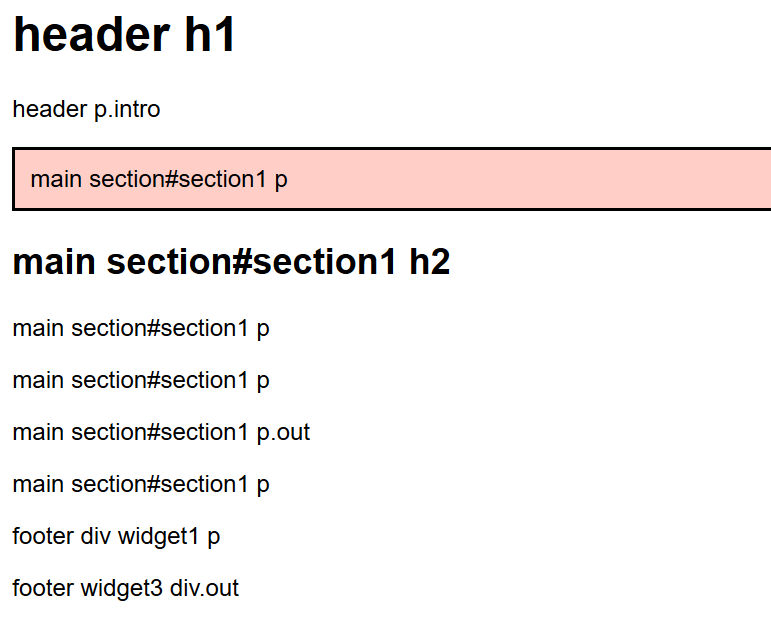 header h1
header p.intro
main section#section1 p
main section#section1 h2
main section#section1 p
main section#section1 p
main section#section1 p.out
main section#section1 p
footer div widget1 p
footer widget3 div.out